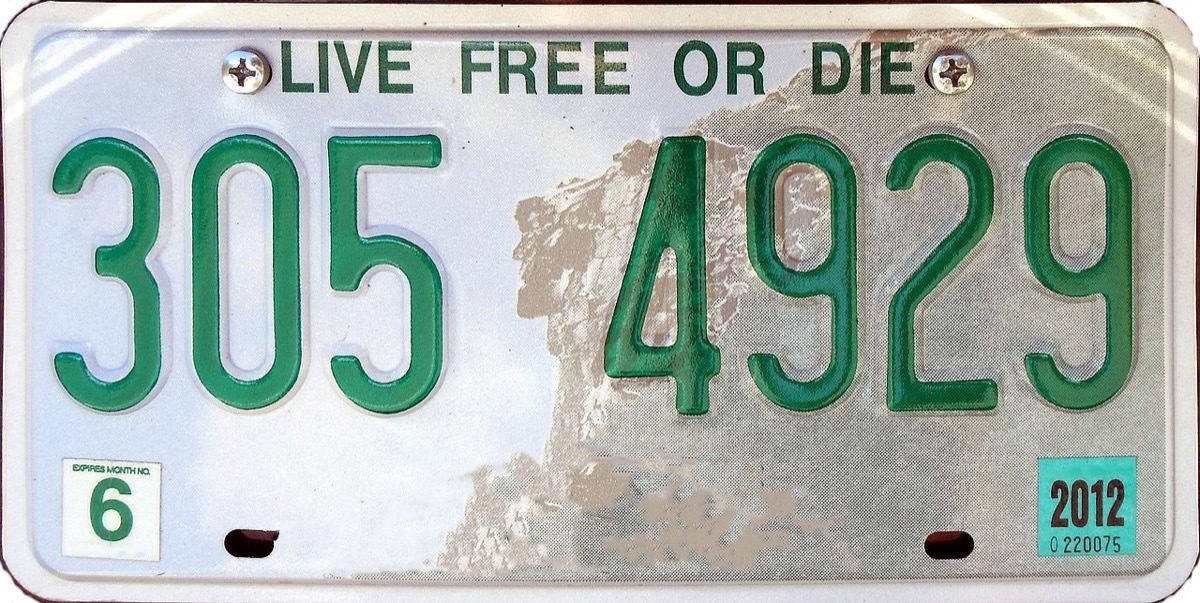 LIVE FREE OR DIE
305 4929
EXPIRES MONTH NO.
6
2012
0 220075